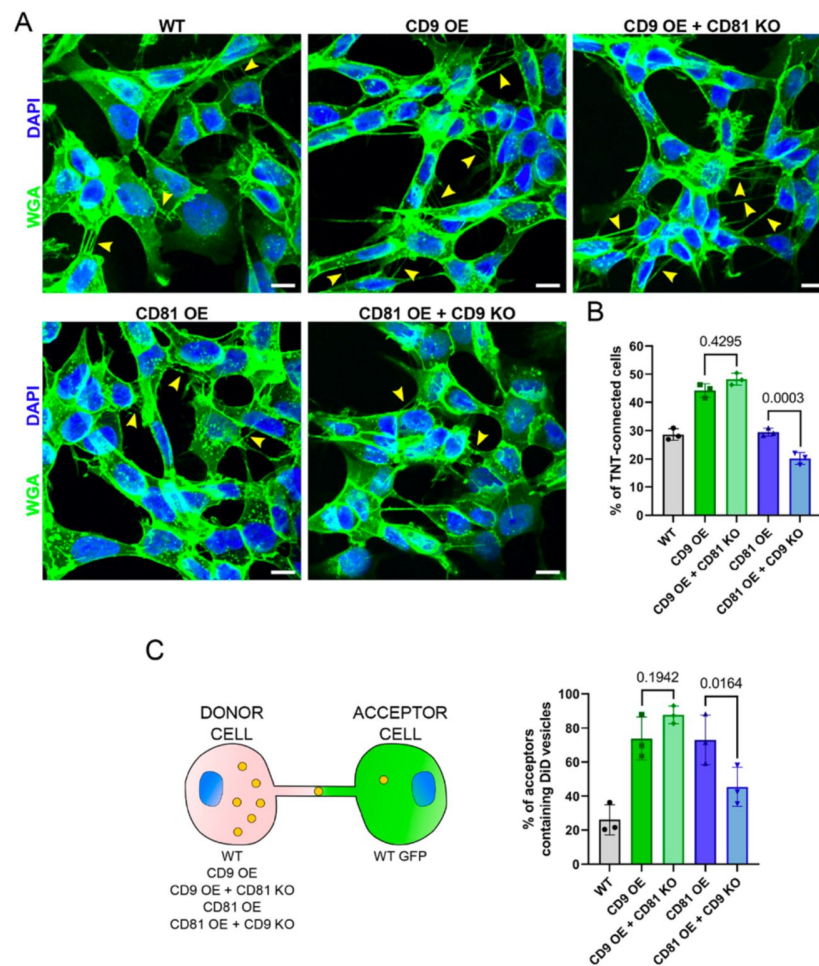 A
WT
CD9 OE
CD9 OE + CD81 KO
DAPI
WGA
CD81 OE
CD81 OE + CD9 KO
DAPI
WGA
B
% of TNT-connected cells
60
50
40
30
20
10
0
0.4295
0.0003
WT
CD9 OE
CD9 OE + CD81 KO
CD81 OE
CD81 OE + CD9 KO
C
DONOR
CELL
ACCEPTOR
CELL
WT
CD9 OE
CD9 OE + CD81 KO
CD81 OE
CD81 OE + CD9 KO
WT GFP
% of acceptors
containing DiD vesicles
100
80
60
40
20
0
0.1942
0.0164
WT
CD9 OE
CD9 OE + CD81 KO
CD81 OE
CD81 OE + CD9 KO